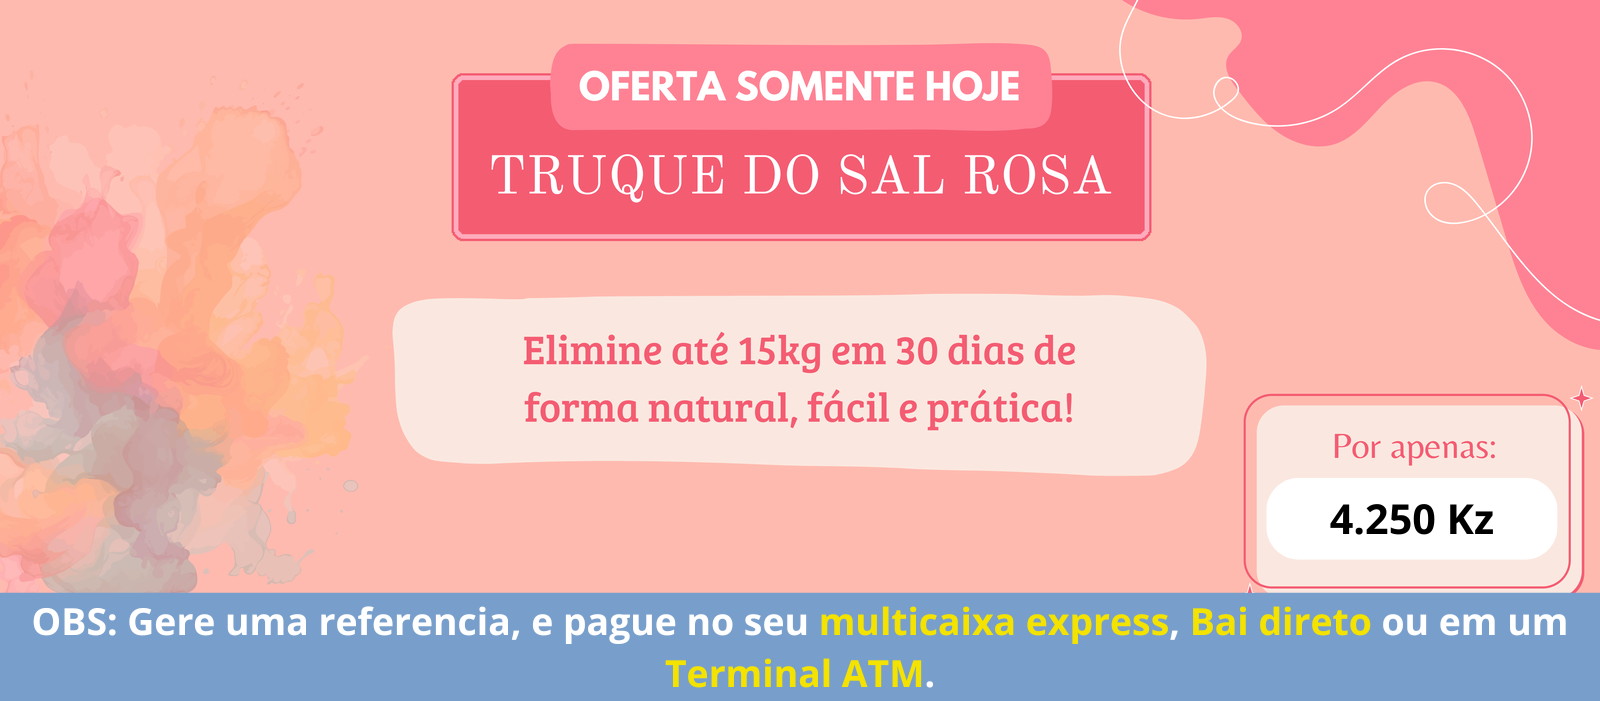 OFERTA SOMENTE HOJE
TRUQUE DO SAL ROSA
Elimine até 15kg em 30 dias de
forma natural, fácil e prática!
Por apenas:
4.250 Kz
OBS: Gere uma referencia, e pague no seu multicaixa express, Bai direto ou em um
Terminal ATM.